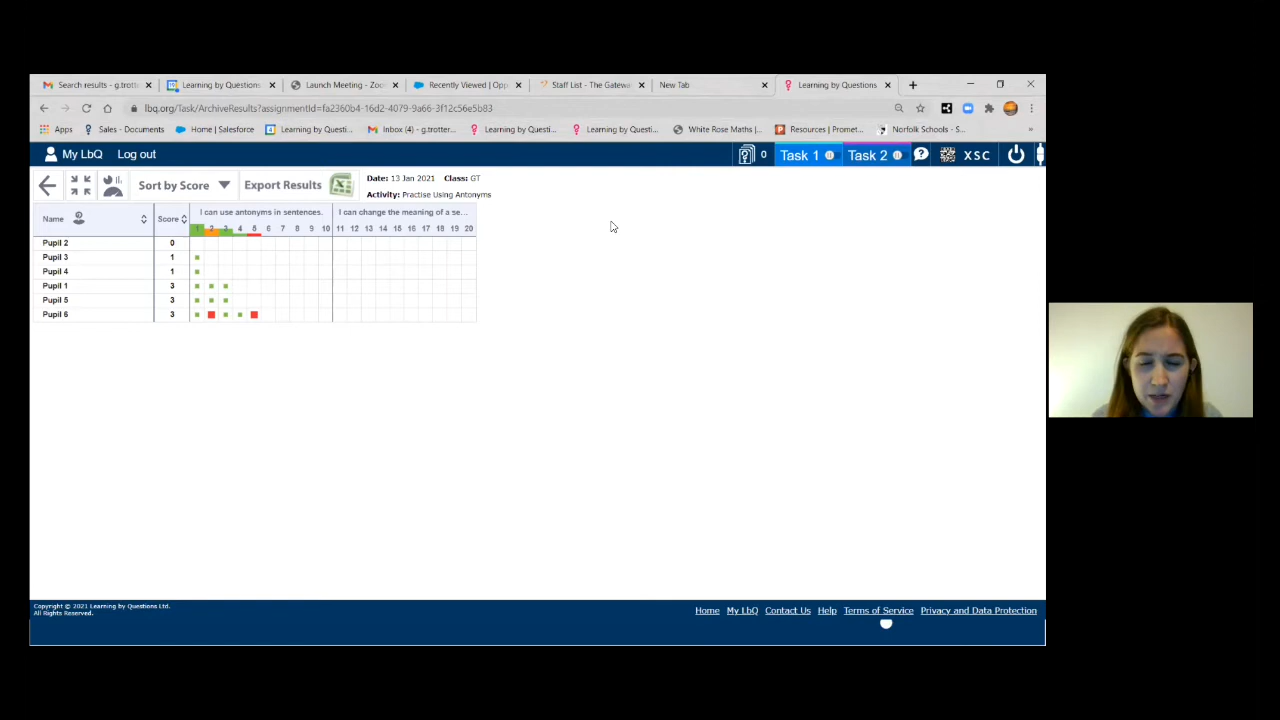 Search results - g.trotte Learning by Questions Launch Meeting - Zoo Recently Viewed | Opp Staff List - The Gatewa New Tab Learning by Questions
lbq.org/Task/ArchiveResults?assignmentId=fa2360b4-16d2-4079-9a66-3f12c56e5b83
Apps Sales - Documents Home | Salesforce Learning by Questi... Inbox (4) - g.trotter... Learning by Questi... Learning by Questi... White Rose Maths |... Resources | Promet... Norfolk Schools - S...
My LbQ Log out 0 Task 1 Task 2 XSC
Sort by Score Export Results
Date: 13 Jan 2021 Class: GT
Activity: Practise Using Antonyms
Name Score I can use antonyms in sentences. I can change the meaning of a se...
1 2 3 4 5 6 7 8 9 10 11 12 13 14 15 16 17 18 19 20
Pupil 2 0
Pupil 3 1
Pupil 4 1
Pupil 1 3
Pupil 5 3
Pupil 6 3
Copyright © 2021 Learning by Questions Ltd.
All Rights Reserved.
Home My LbQ Contact Us Help Terms of Service Privacy and Data Protection